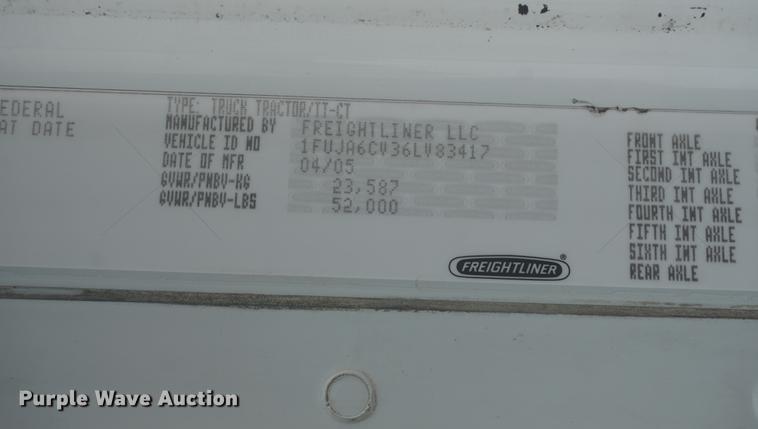 EDERAL
AT DATE
TYPE: TRUCK TRACTOR/TT-CT
MANUFACTURED BY FREIGHTLINER LLC
VEHICLE ID NO 1FUJA6CV36LV83417
DATE OF MFR 04/05
GVWR/PNBV-KG 23,587
GVWR/PNBV-LBS 52,000
FRONT AXLE
FIRST INT AXLE
SECOND INT AXLE
THIRD INT AXLE
FOURTH INT AXLE
FIFTH INT AXLE
SIXTH INT AXLE
REAR AXLE
FREIGHTLINER®
Purple Wave Auction